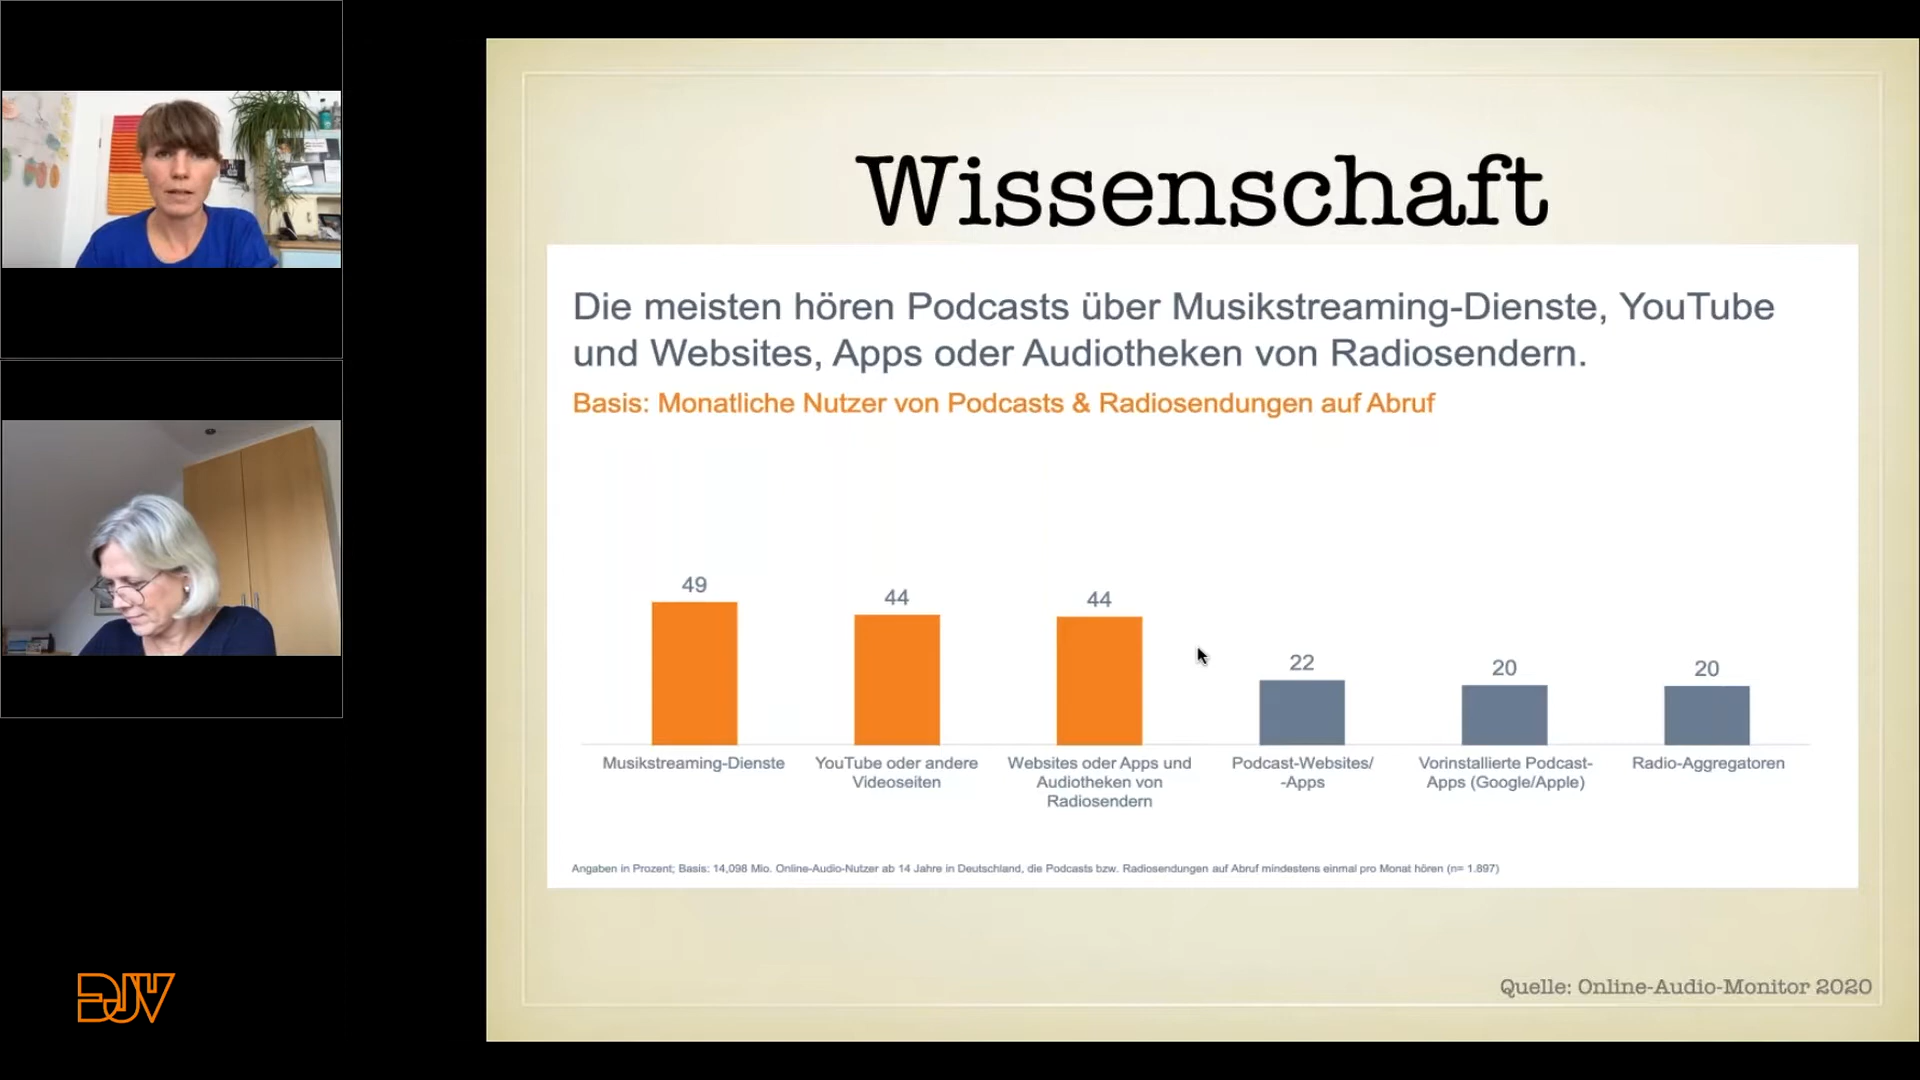 Wissenschaft
Die meisten hören Podcasts über Musikstreaming-Dienste, YouTube
und Websites, Apps oder Audiotheken von Radiosendern.
Basis: Monatliche Nutzer von Podcasts & Radiosendungen auf Abruf
49
44
44
22
20
20
Musikstreaming-Dienste
YouTube oder andere
Videoseiten
Websites oder Apps und
Audiotheken von
Radiosendern
Podcast-Websites/
-Apps
Vorinstallierte Podcast-
Apps (Google/Apple)
Radio-Aggregatoren
Angaben in Prozent; Basis: 14,098 Mio. Online-Audio-Nutzer ab 14 Jahre in Deutschland, die Podcasts bzw. Radiosendungen auf Abruf mindestens einmal pro Monat hören (n= 1.897)
Quelle: Online-Audio-Monitor 2020
DJV